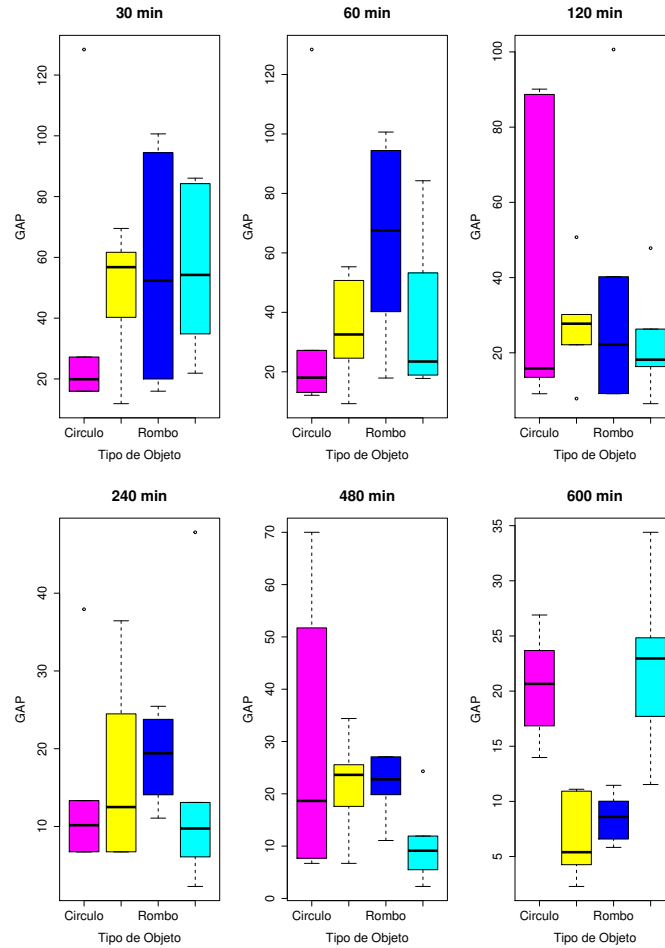 30 min
60 min
120 min
GAP
20
40
60
80
100
120
GAP
20
40
60
80
100
120
GAP
20
40
60
80
100
Circulo Rombo
Circulo Rombo
Circulo Rombo
Tipo de Objeto
Tipo de Objeto
Tipo de Objeto
240 min
480 min
600 min
GAP
10
20
30
40
GAP
0
10
20
30
40
50
60
70
GAP
5
10
15
20
25
30
35
Circulo Rombo
Circulo Rombo
Circulo Rombo
Tipo de Objeto
Tipo de Objeto
Tipo de Objeto